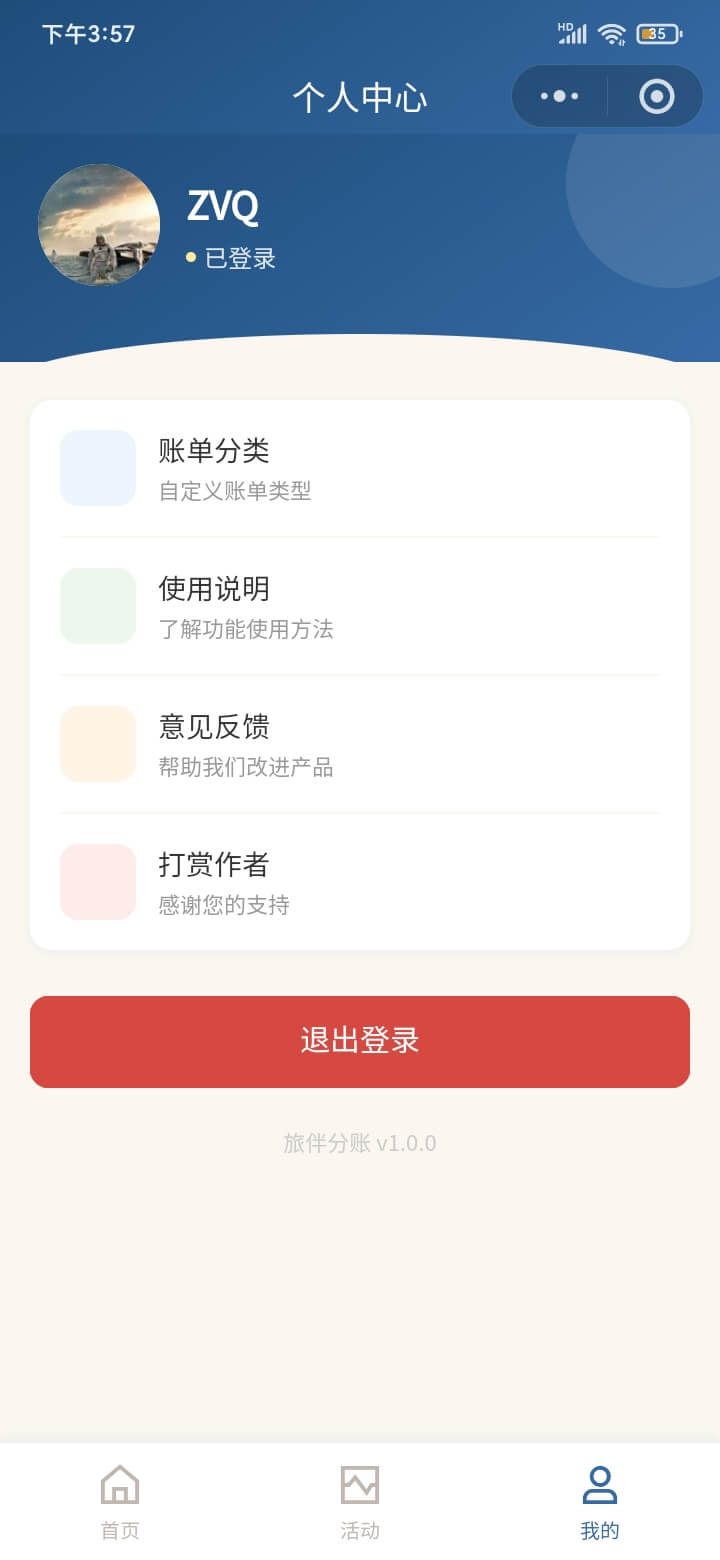 下午3:57
HD
35
个人中心
ZVQ
已登录
账单分类
自定义账单类型
使用说明
了解功能使用方法
意见反馈
帮助我们改进产品
打赏作者
感谢您的支持
退出登录
旅伴分账 v1.0.0
首页
活动
我的